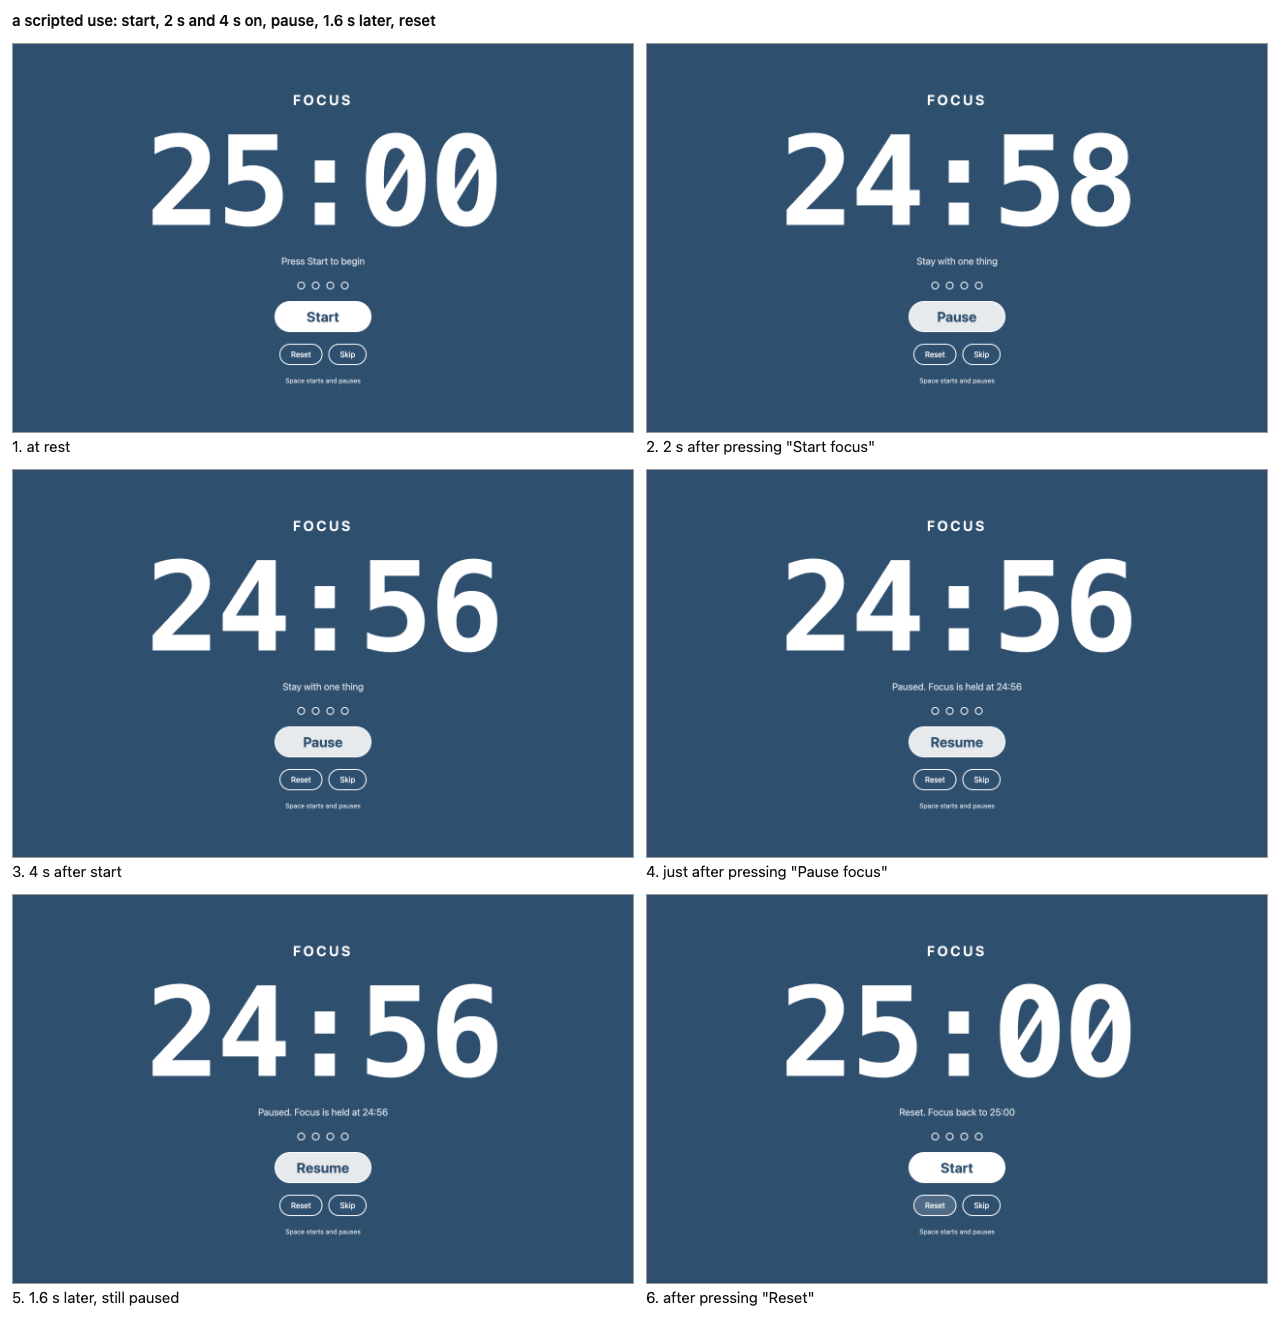 a scripted use: start, 2 s and 4 s on, pause, 1.6 s later, reset
FOCUS
25:00
Press Start to begin
Start
Reset Skip
Space starts and pauses
1. at rest
FOCUS
24:58
Stay with one thing
Pause
Reset Skip
Space starts and pauses
2. 2 s after pressing "Start focus"
FOCUS
24:56
Stay with one thing
Pause
Reset Skip
Space starts and pauses
3. 4 s after start
FOCUS
24:56
Paused. Focus is held at 24:56
Resume
Reset Skip
Space starts and pauses
4. just after pressing "Pause focus"
FOCUS
24:56
Paused. Focus is held at 24:56
Resume
Reset Skip
Space starts and pauses
5. 1.6 s later, still paused
FOCUS
25:00
Reset. Focus back to 25:00
Start
Reset Skip
Space starts and pauses
6. after pressing "Reset"